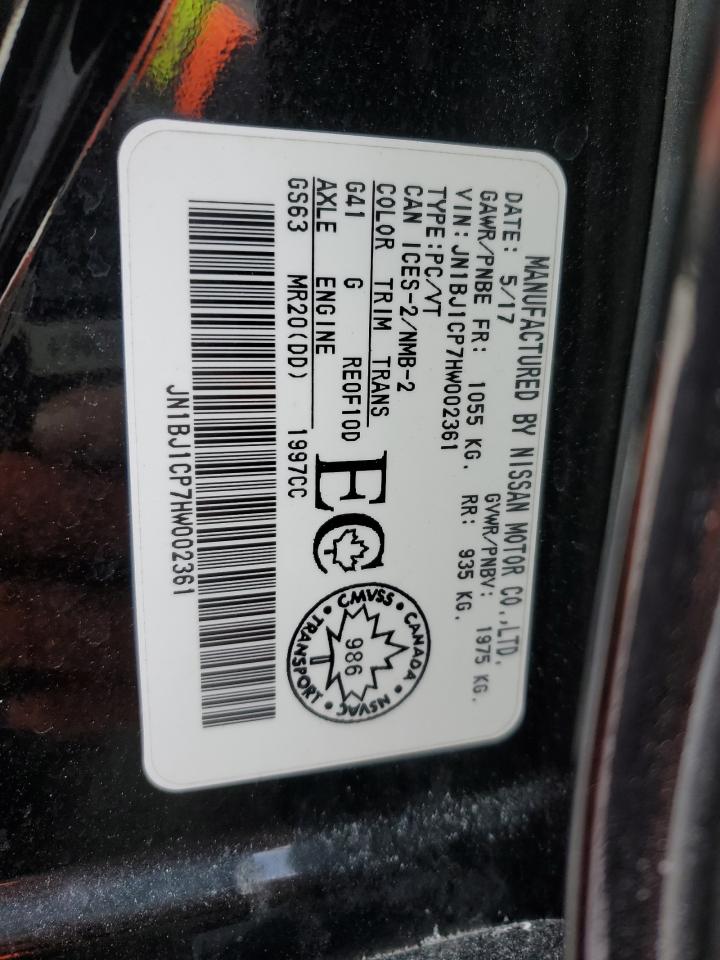 MANUFACTURED BY NISSAN MOTOR CO.,LTD.
DATE: 5/17 GVWR/PNBV: 1975 KG.
GAWR/PNBE FR: 1055 KG. RR: 935 KG.
VIN: JN1BJ1CP7HW002361
TYPE:PC/VT
CAN ICES-2/NMB-2
COLOR TRIM TRANS
G41 G RE0F10D
AXLE ENGINE
GS63 MR20(DD) 1997CC
EC
CANADA • NSVAC • TRANSPORT • CMVSS •
986
JN1BJ1CP7HW002361